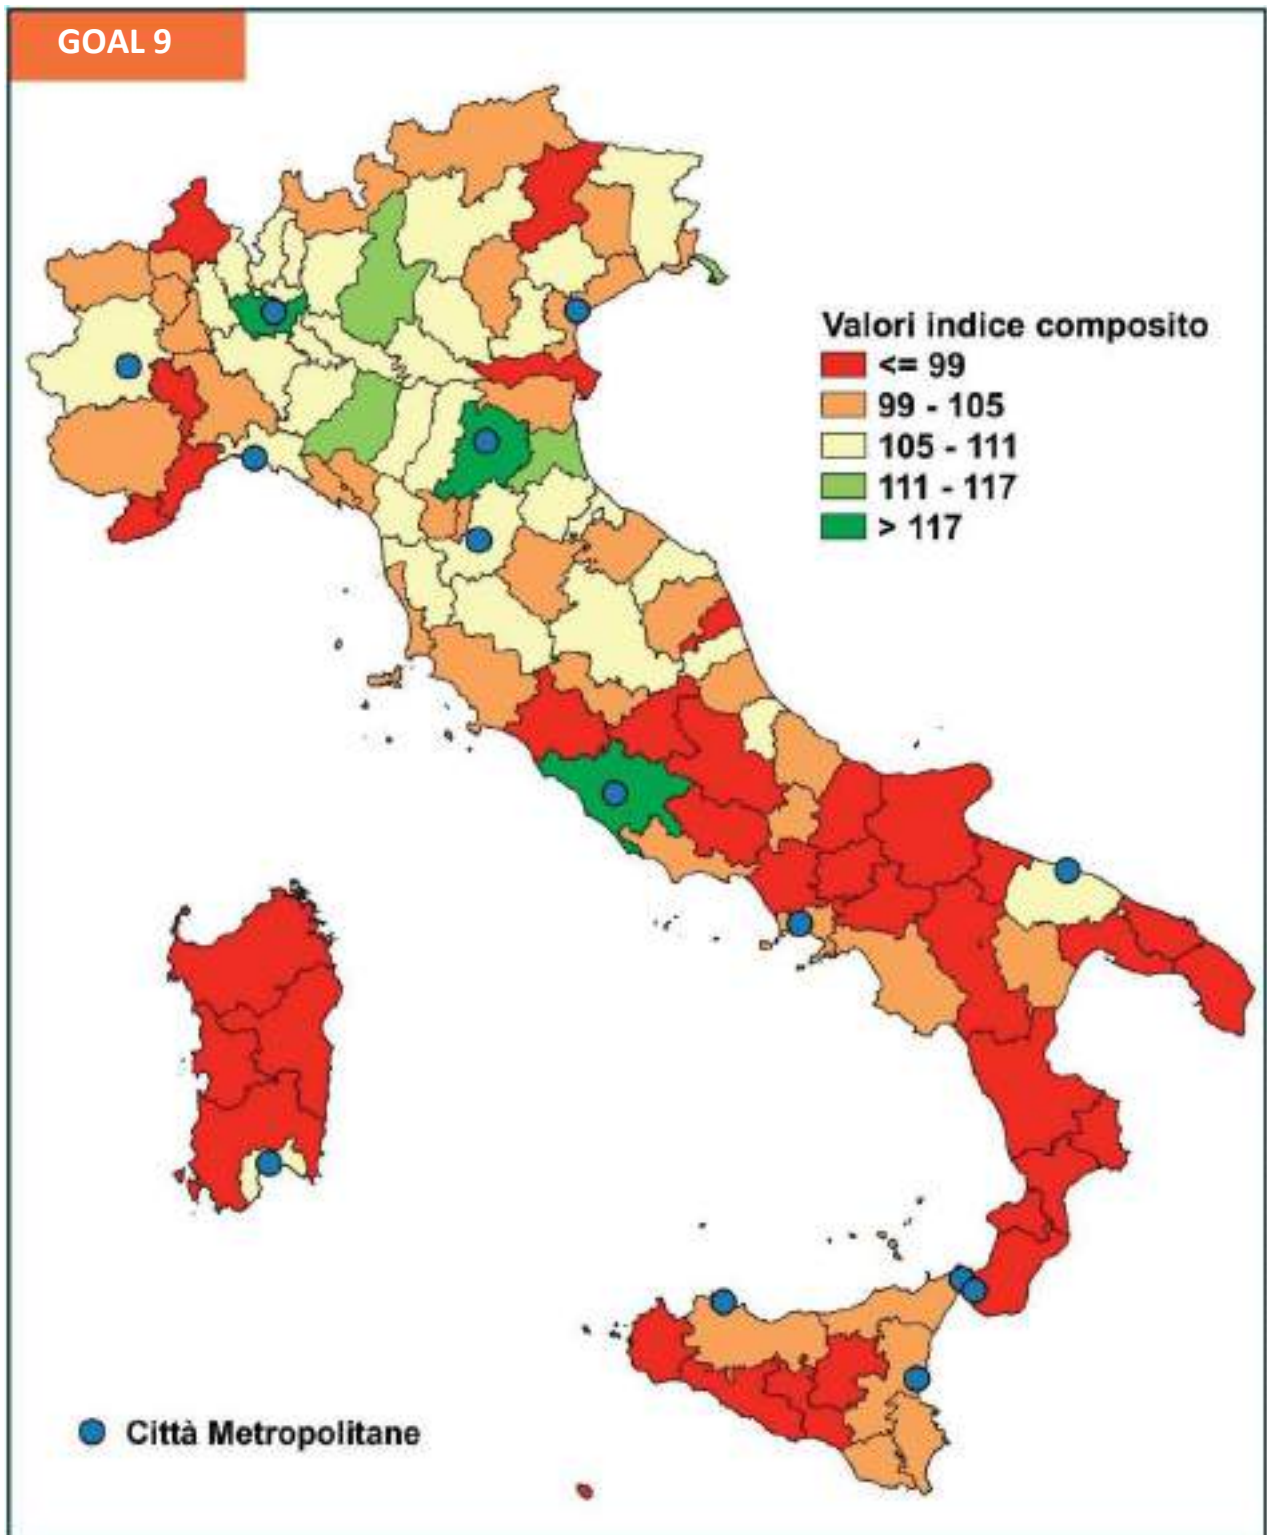 GOAL 9
Valori indice composito
<= 99
99 - 105
105 - 111
111 - 117
> 117
Città Metropolitane